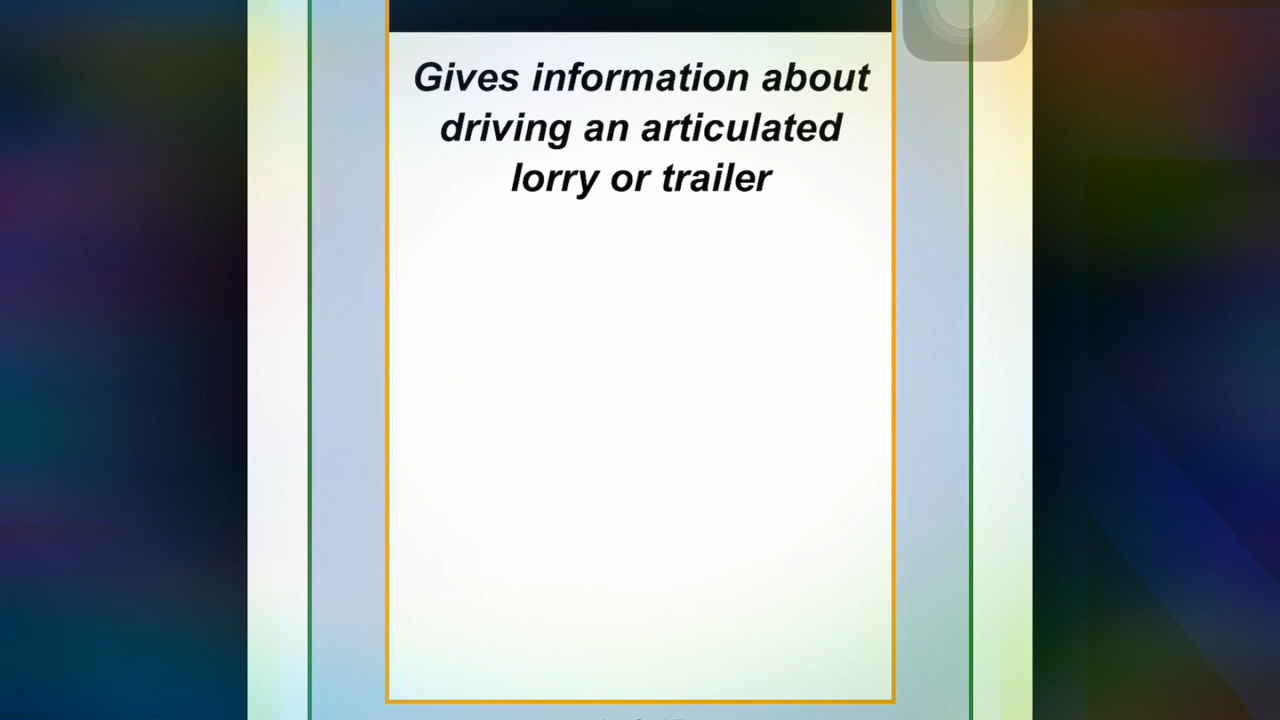 Gives information about
driving an articulated
lorry or trailer